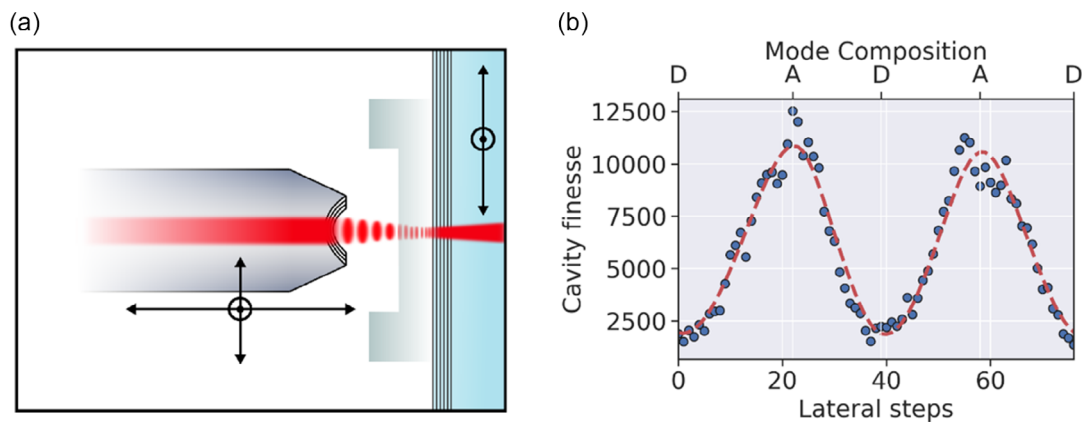 (a)
(b)
Mode Composition
D A D A D
12500
10000
7500
5000
2500
Cavity finesse
0 20 40 60
Lateral steps